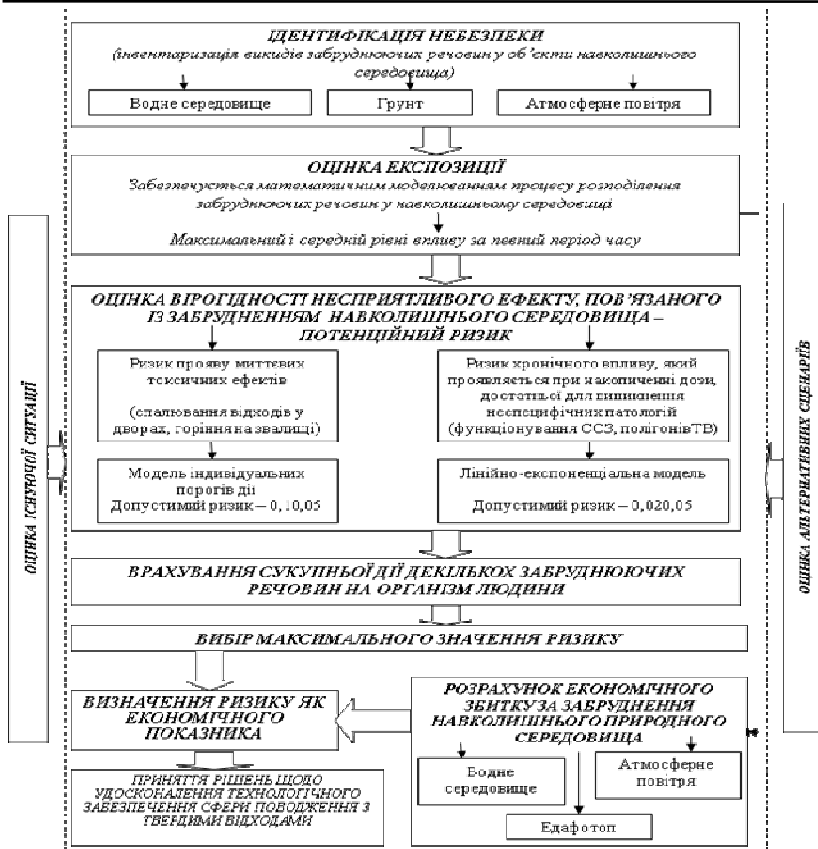 ІДЕНТИФІКАЦІЯ НЕБЕЗПЕКИ
(інвентаризація викидів забруднюючих речовин у об’єкти навколишнього
середовища)
Водне середовище
Грунт
Атмосферне повітря
ОЦІНКА ЕКСПОЗИЦІЇ
Забезпечується математичним моделюванням процесу розподілення
забруднюючих речовин у навколишньому середовищі
Максимальний і середній рівні впливу за певний період часу
ОЦІНКА ВІРОГІДНОСТІ НЕСПРИЯТЛИВОГО ЕФЕКТУ, ПОВ’ЯЗАНОГО
ІЗ ЗАБРУДНЕННЯМ НАВКОЛИШНЬОГО СЕРЕДОВИЩА –
ПОТЕНЦІЙНИЙ РИЗИК
Ризик прояву миттєвих
токсичних ефектів
(спалювання відходів у
дворах, горіння на звалищі)
Ризик хронічного впливу, який
проявляється при накопиченні дози,
достатньої для виникнення
неспецифічних патологій
(функціонування ССЗ, полігонів ТВ)
Модель індивідуальних
порогів дії
Допустимий ризик – 0,10,05
Лінійно-експоненціальна модель
Допустимий ризик – 0,020,05
ВРАХУВАННЯ СУКУПНЬОЇ ДІЇ ДЕКІЛЬКОХ ЗАБРУДНЮЮЧИХ
РЕЧОВИН НА ОРГАНІЗМ ЛЮДИНИ
ВИБІР МАКСИМАЛЬНОГО ЗНАЧЕННЯ РИЗИКУ
ВИЗНАЧЕННЯ РИЗИКУ ЯК
ЕКОНОМІЧНОГО
ПОКАЗНИКА
РОЗРАХУНОК ЕКОНОМІЧНОГО
ЗБИТКУ ЗА ЗАБРУДНЕННЯ
НАВКОЛИШНЬОГО ПРИРОДНОГО
СЕРЕДОВИЩА
Водне
середовище
Атмосферне
повітря
Едафотоп
ПРИНЯТТЯ РІШЕНЬ ЩОДО
УДОСКОНАЛЕННЯ ТЕХНОЛОГІЧНОГО
ЗАБЕЗПЕЧЕННЯ СФЕРИ ПОВОДЖЕННЯ З
ТВЕРДИМИ ВІДХОДАМИ
ОЦІНКА ІСНУЮЧОЇ СИТУАЦІЇ
ОЦІНКА АЛЬТЕРНАТИВНИХ СЦЕНАРІЇВ